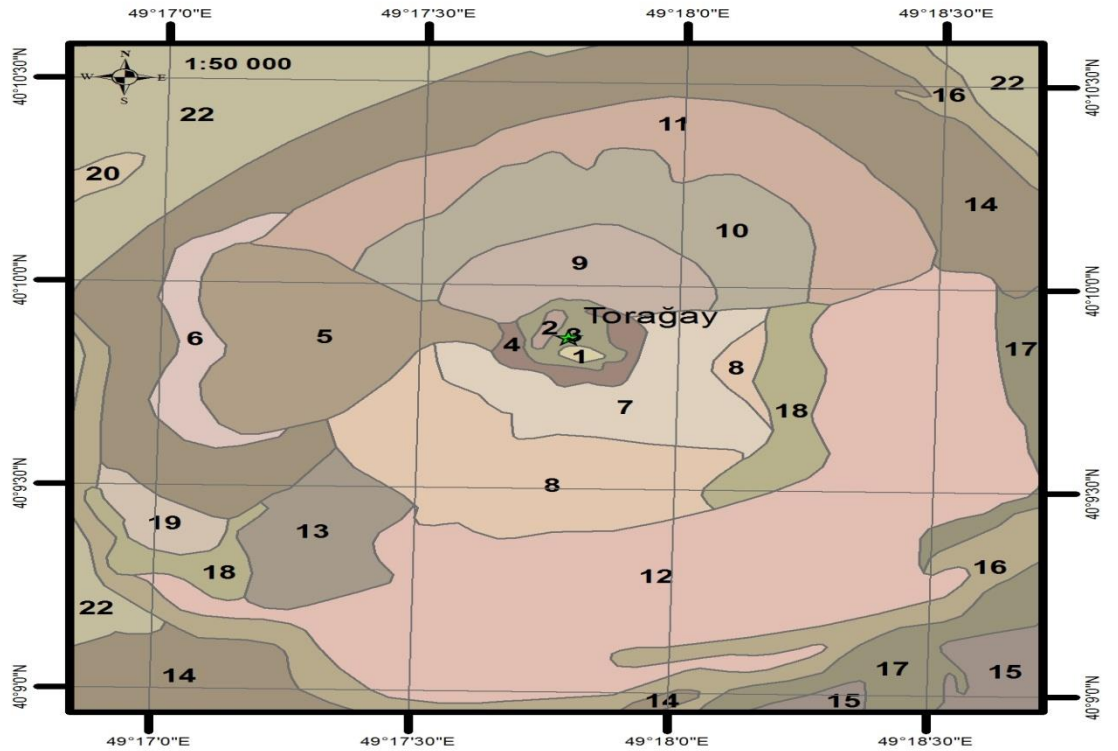 49°17'0"E 49°17'30"E 49°18'0"E 49°18'30"E
N
W E
S
1:50 000
40°10'30"N 40°10'30"N
22 16 22
11
20
14
10
9
40°10'0"N 40°10'0"N
Torağay
2 3
6 5 4 17
1 8
7 18
8
40°9'30"N 40°9'30"N
19 13
18 12 16
22
14 17 15
14 15
40°9'0"N 40°9'0"N
49°17'0"E 49°17'30"E 49°18'0"E 49°18'30"E